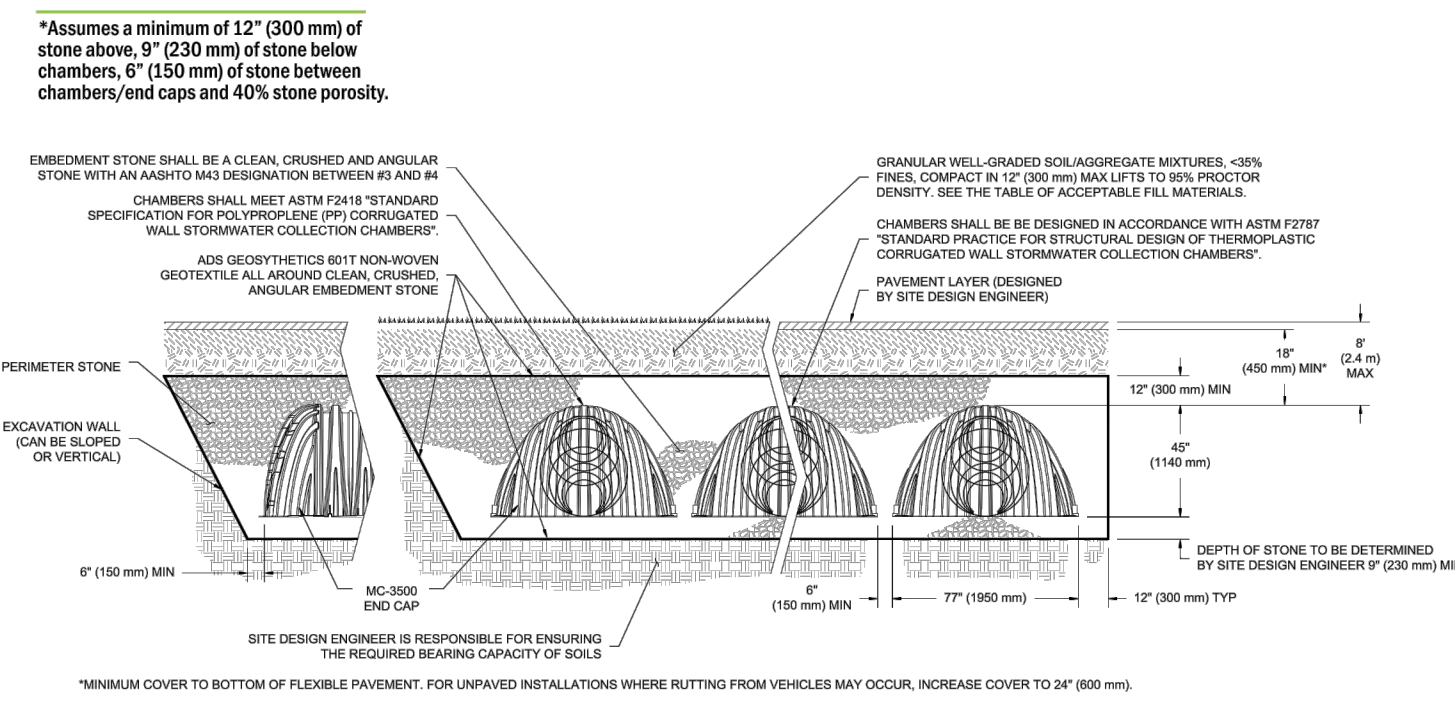 *Assumes a minimum of 12” (300 mm) of
stone above, 9” (230 mm) of stone below
chambers, 6” (150 mm) of stone between
chambers/end caps and 40% stone porosity.
EMBEDMENT STONE SHALL BE A CLEAN, CRUSHED AND ANGULAR
STONE WITH AN AASHTO M43 DESIGNATION BETWEEN #3 AND #4
CHAMBERS SHALL MEET ASTM F2418 "STANDARD
SPECIFICATION FOR POLYPROPLENE (PP) CORRUGATED
WALL STORMWATER COLLECTION CHAMBERS".
ADS GEOSYTHETICS 601T NON-WOVEN
GEOTEXTILE ALL AROUND CLEAN, CRUSHED,
ANGULAR EMBEDMENT STONE
GRANULAR WELL-GRADED SOIL/AGGREGATE MIXTURES, <35%
FINES, COMPACT IN 12" (300 mm) MAX LIFTS TO 95% PROCTOR
DENSITY. SEE THE TABLE OF ACCEPTABLE FILL MATERIALS.
CHAMBERS SHALL BE BE DESIGNED IN ACCORDANCE WITH ASTM F2787
"STANDARD PRACTICE FOR STRUCTURAL DESIGN OF THERMOPLASTIC
CORRUGATED WALL STORMWATER COLLECTION CHAMBERS".
PAVEMENT LAYER (DESIGNED
BY SITE DESIGN ENGINEER)
PERIMETER STONE
EXCAVATION WALL
(CAN BE SLOPED
OR VERTICAL)
8'
(2.4 m)
MAX
18"
(450 mm) MIN*
12" (300 mm) MIN
45"
(1140 mm)
DEPTH OF STONE TO BE DETERMINED
BY SITE DESIGN ENGINEER 9" (230 mm) MI
6" (150 mm) MIN
MC-3500
END CAP
6"
(150 mm) MIN
77" (1950 mm)
12" (300 mm) TYP
SITE DESIGN ENGINEER IS RESPONSIBLE FOR ENSURING
THE REQUIRED BEARING CAPACITY OF SOILS
*MINIMUM COVER TO BOTTOM OF FLEXIBLE PAVEMENT. FOR UNPAVED INSTALLATIONS WHERE RUTTING FROM VEHICLES MAY OCCUR, INCREASE COVER TO 24" (600 mm).